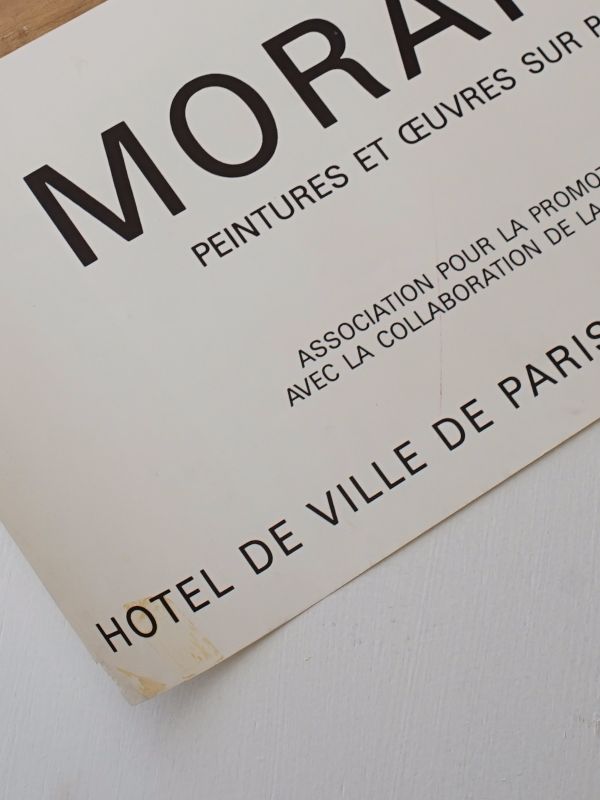 MORA
PEINTURES ET ŒUVRES SUR P
ASSOCIATION POUR LA PROMOT
AVEC LA COLLABORATION DE LA
HOTEL DE VILLE DE PARIS